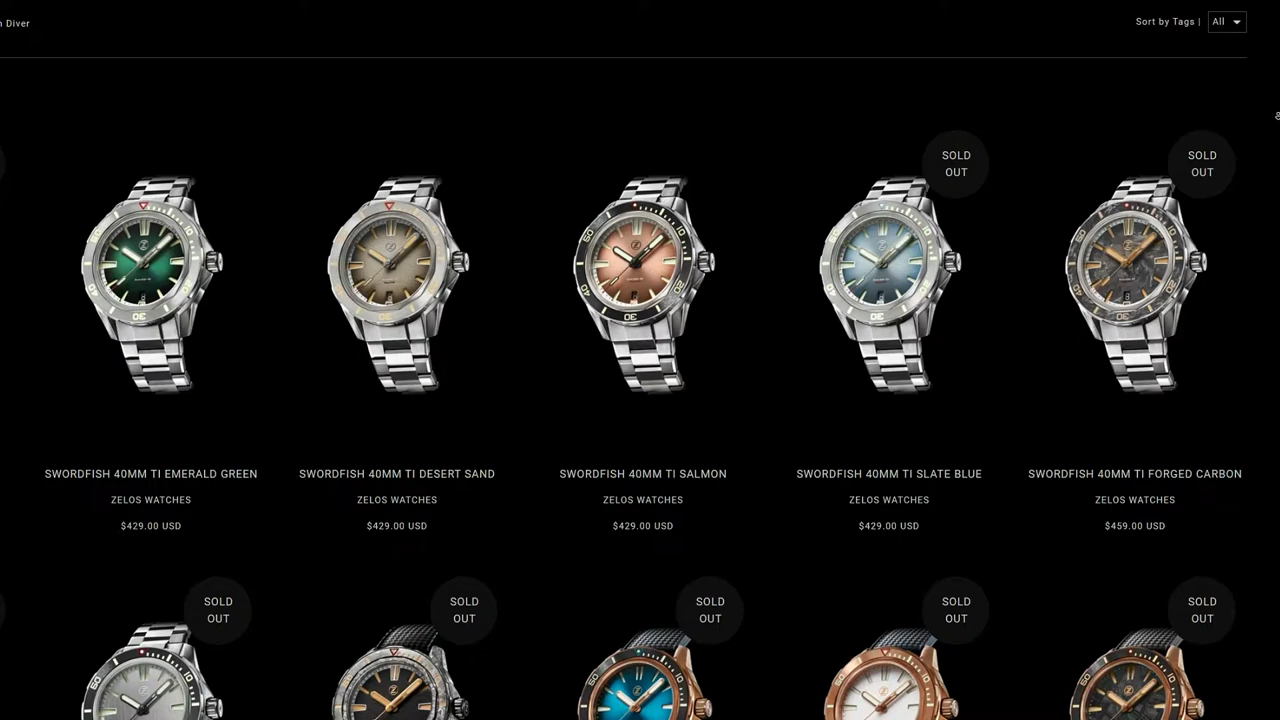 n Diver
Sort by Tags |
All
SOLD
OUT
SOLD
OUT
SWORDFISH 40MM TI EMERALD GREEN
ZELOS WATCHES
$429.00 USD
SWORDFISH 40MM TI DESERT SAND
ZELOS WATCHES
$429.00 USD
SWORDFISH 40MM TI SALMON
ZELOS WATCHES
$429.00 USD
SWORDFISH 40MM TI SLATE BLUE
ZELOS WATCHES
$429.00 USD
SWORDFISH 40MM TI FORGED CARBON
ZELOS WATCHES
$459.00 USD
SOLD
OUT
SOLD
OUT
SOLD
OUT
SOLD
OUT
SOLD
OUT